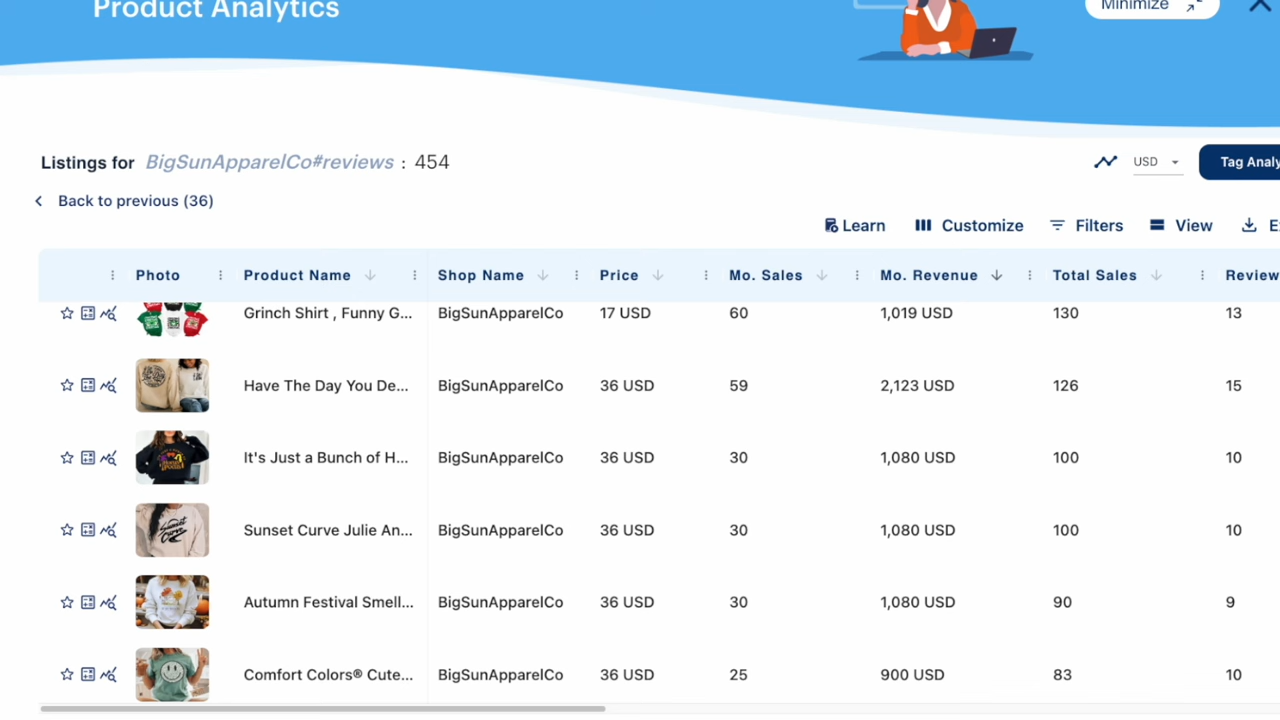 Product Analytics
Minimize
Listings for BigSunApparelCo#reviews : 454
USD
Tag Analy
Back to previous (36)
Learn
Customize
Filters
View
E
Photo Product Name Shop Name Price Mo. Sales Mo. Revenue Total Sales Review
Grinch Shirt , Funny G... BigSunApparelCo 17 USD 60 1,019 USD 130 13
Have The Day You De... BigSunApparelCo 36 USD 59 2,123 USD 126 15
It's Just a Bunch of H... BigSunApparelCo 36 USD 30 1,080 USD 100 10
Sunset Curve Julie An... BigSunApparelCo 36 USD 30 1,080 USD 100 10
Autumn Festival Smell... BigSunApparelCo 36 USD 30 1,080 USD 90 9
Comfort Colors® Cute... BigSunApparelCo 36 USD 25 900 USD 83 10